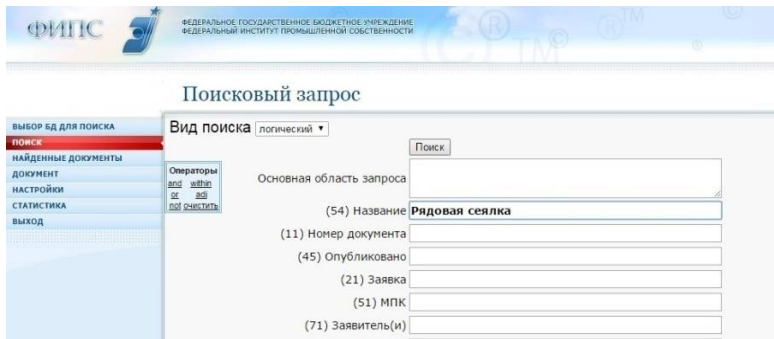 ФИПС
ФЕДЕРАЛЬНОЕ ГОСУДАРСТВЕННОЕ БЮДЖЕТНОЕ УЧРЕЖДЕНИЕ
ФЕДЕРАЛЬНЫЙ ИНСТИТУТ ПРОМЫШЛЕННОЙ СОБСТВЕННОСТИ
Поисковый запрос
ВЫБОР БД ДЛЯ ПОИСКА
ПОИСК
НАЙДЕННЫЕ ДОКУМЕНТЫ
ДОКУМЕНТ
НАСТРОЙКИ
СТАТИСТИКА
ВЫХОД
Вид поиска логический
Поиск
Операторы
and within
or adj
not очистить
Основная область запроса
(54) Название Рядовая сеялка
(11) Номер документа
(45) Опубликовано
(21) Заявка
(51) МПК
(71) Заявитель(и)